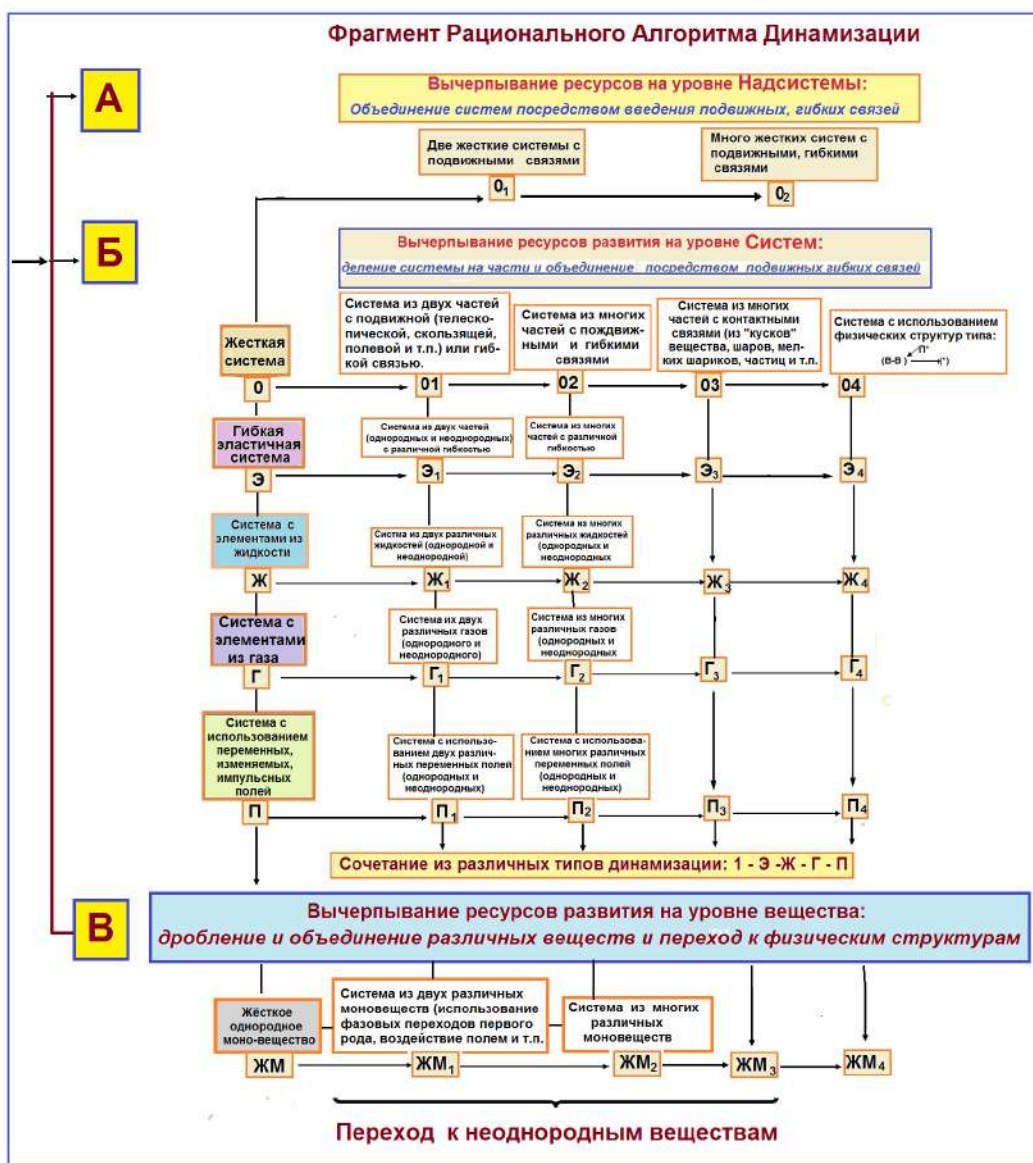 Фрагмент Рационального Алгоритма Динамизации
А
Вычерпывание ресурсов на уровне Надсистемы:
Объединение систем посредством введения подвижных, гибких связей
Две жесткие системы с
подвижными связями
Много жестких систем с
подвижными, гибкими
связями
0₁
0₂
Б
Вычерпывание ресурсов развития на уровне Систем:
деление системы на части и объединение посредством подвижных гибких связей
Жесткая
система
Система из двух частей
с подвижной (телеско-
пической, скользящей,
полевой и т.п.) или гиб-
кой связью.
Система из многих
частей с пождвиж-
ными и гибкими
связями
Система из многих
частей с контактными
связями (из "кусков"
вещества, шаров, мел-
ких шариков, частиц и т.п.
Система с использованием
физических структур типа:
П*
(В-В ) (*)
0
01
02
03
04
Гибкая
эластичная
система
Система из двух частей
(однородных и неоднородных)
с различной гибкостью
Система из многих
частей с различной
гибкостью
Э
Э₁
Э₂
Э₃
Э₄
Система с
элементами из
жидкости
Систма из двух различных
жидкостей (однородной и
неоднородной)
Система из многих
различных жидкостей
(однородных и
неоднородных
Ж
Ж₁
Ж₂
Ж₃
Ж₄
Система с
элементами
из газа
Система их двух
различных газов
(однородного и
неоднородного)
Система из многих
различных газов
(однородных и
неоднородных
Г
Г₁
Г₂
Г₃
Г₄
Система с
использованием
переменных,
изменяемых,
импульсных
полей
Система с использо-
ванием двух различ-
ных переменных полей
(однородных и
неоднородных)
Система с использова-
нием многих различных
переменных полей
(однородных и
неоднородных)
П
П₁
П₂
П₃
П₄
Сочетание из различных типов динамизации: 1 - Э -Ж - Г - П
В
Вычерпывание ресурсов развития на уровне вещества:
дробление и объединение различных веществ и переход к физическим структурам
Жёсткое
однородное
моно-вещество
Система из двух различных
моновеществ (использование
фазовых переходов первого
рода, воздействие полем и т.п.
Система из многих
различных
моновеществ
ЖМ
ЖМ₁
ЖМ₂
ЖМ₃
ЖМ₄
Переход к неоднородным веществам